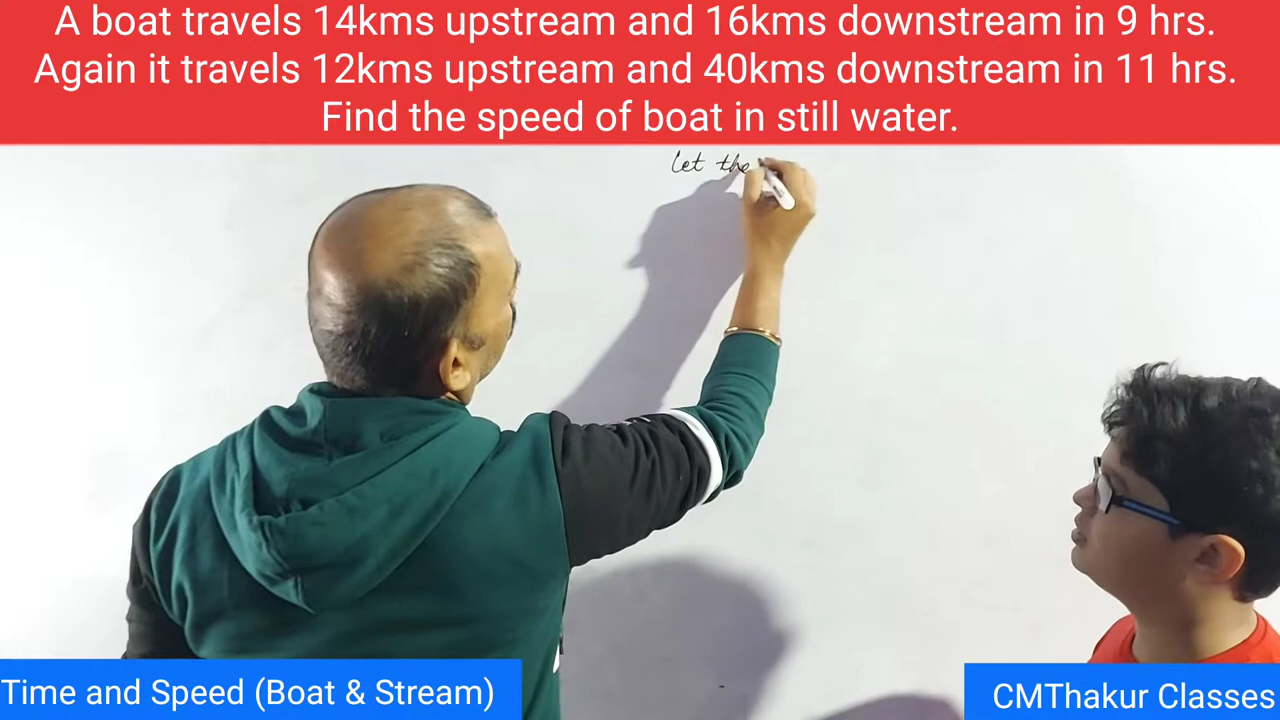 A boat travels 14kms upstream and 16kms downstream in 9 hrs.
Again it travels 12kms upstream and 40kms downstream in 11 hrs.
Find the speed of boat in still water.
let the
Time and Speed (Boat & Stream)
CMThakur Classes